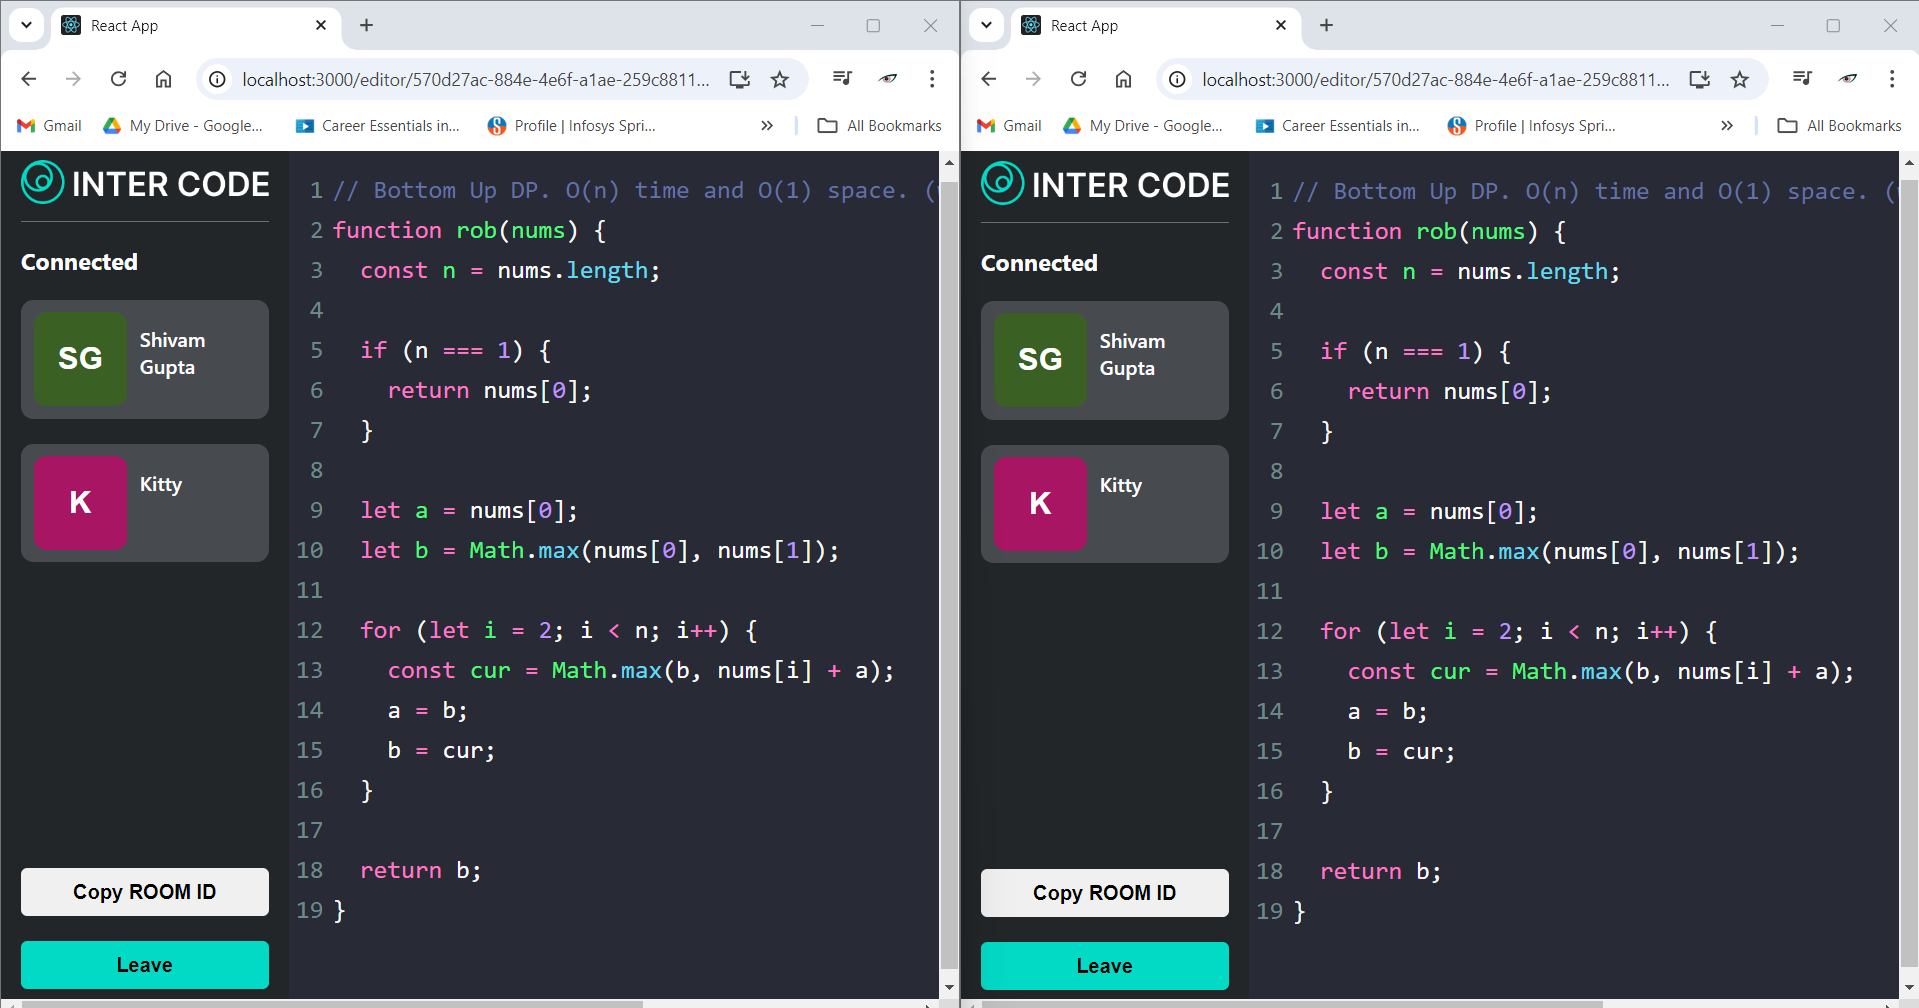 React App
localhost:3000/editor/570d27ac-884e-4e6f-a1ae-259c8811...
Gmail
My Drive - Google...
Career Essentials in...
Profile | Infosys Spri...
All Bookmarks
INTER CODE
Connected
SG
Shivam
Gupta
K
Kitty
Copy ROOM ID
Leave
1 // Bottom Up DP. O(n) time and O(1) space. (
2 function rob(nums) {
3   const n = nums.length;
4
5   if (n === 1) {
6     return nums[0];
7   }
8
9   let a = nums[0];
10   let b = Math.max(nums[0], nums[1]);
11
12   for (let i = 2; i < n; i++) {
13     const cur = Math.max(b, nums[i] + a);
14     a = b;
15     b = cur;
16   }
17
18   return b;
19 }
React App
localhost:3000/editor/570d27ac-884e-4e6f-a1ae-259c8811...
Gmail
My Drive - Google...
Career Essentials in...
Profile | Infosys Spri...
All Bookmarks
INTER CODE
Connected
SG
Shivam
Gupta
K
Kitty
Copy ROOM ID
Leave
1 // Bottom Up DP. O(n) time and O(1) space. (
2 function rob(nums) {
3   const n = nums.length;
4
5   if (n === 1) {
6     return nums[0];
7   }
8
9   let a = nums[0];
10   let b = Math.max(nums[0], nums[1]);
11
12   for (let i = 2; i < n; i++) {
13     const cur = Math.max(b, nums[i] + a);
14     a = b;
15     b = cur;
16   }
17
18   return b;
19 }